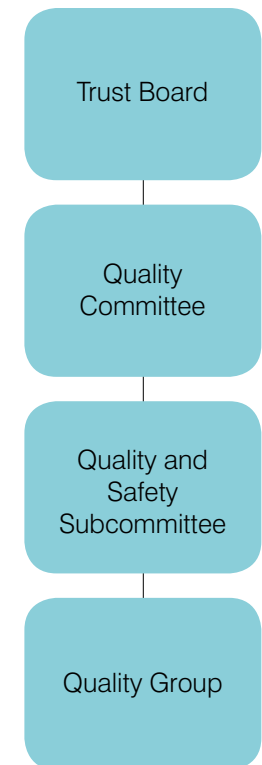 Trust Board
Quality
Committee
Quality and
Safety
Subcommittee
Quality Group